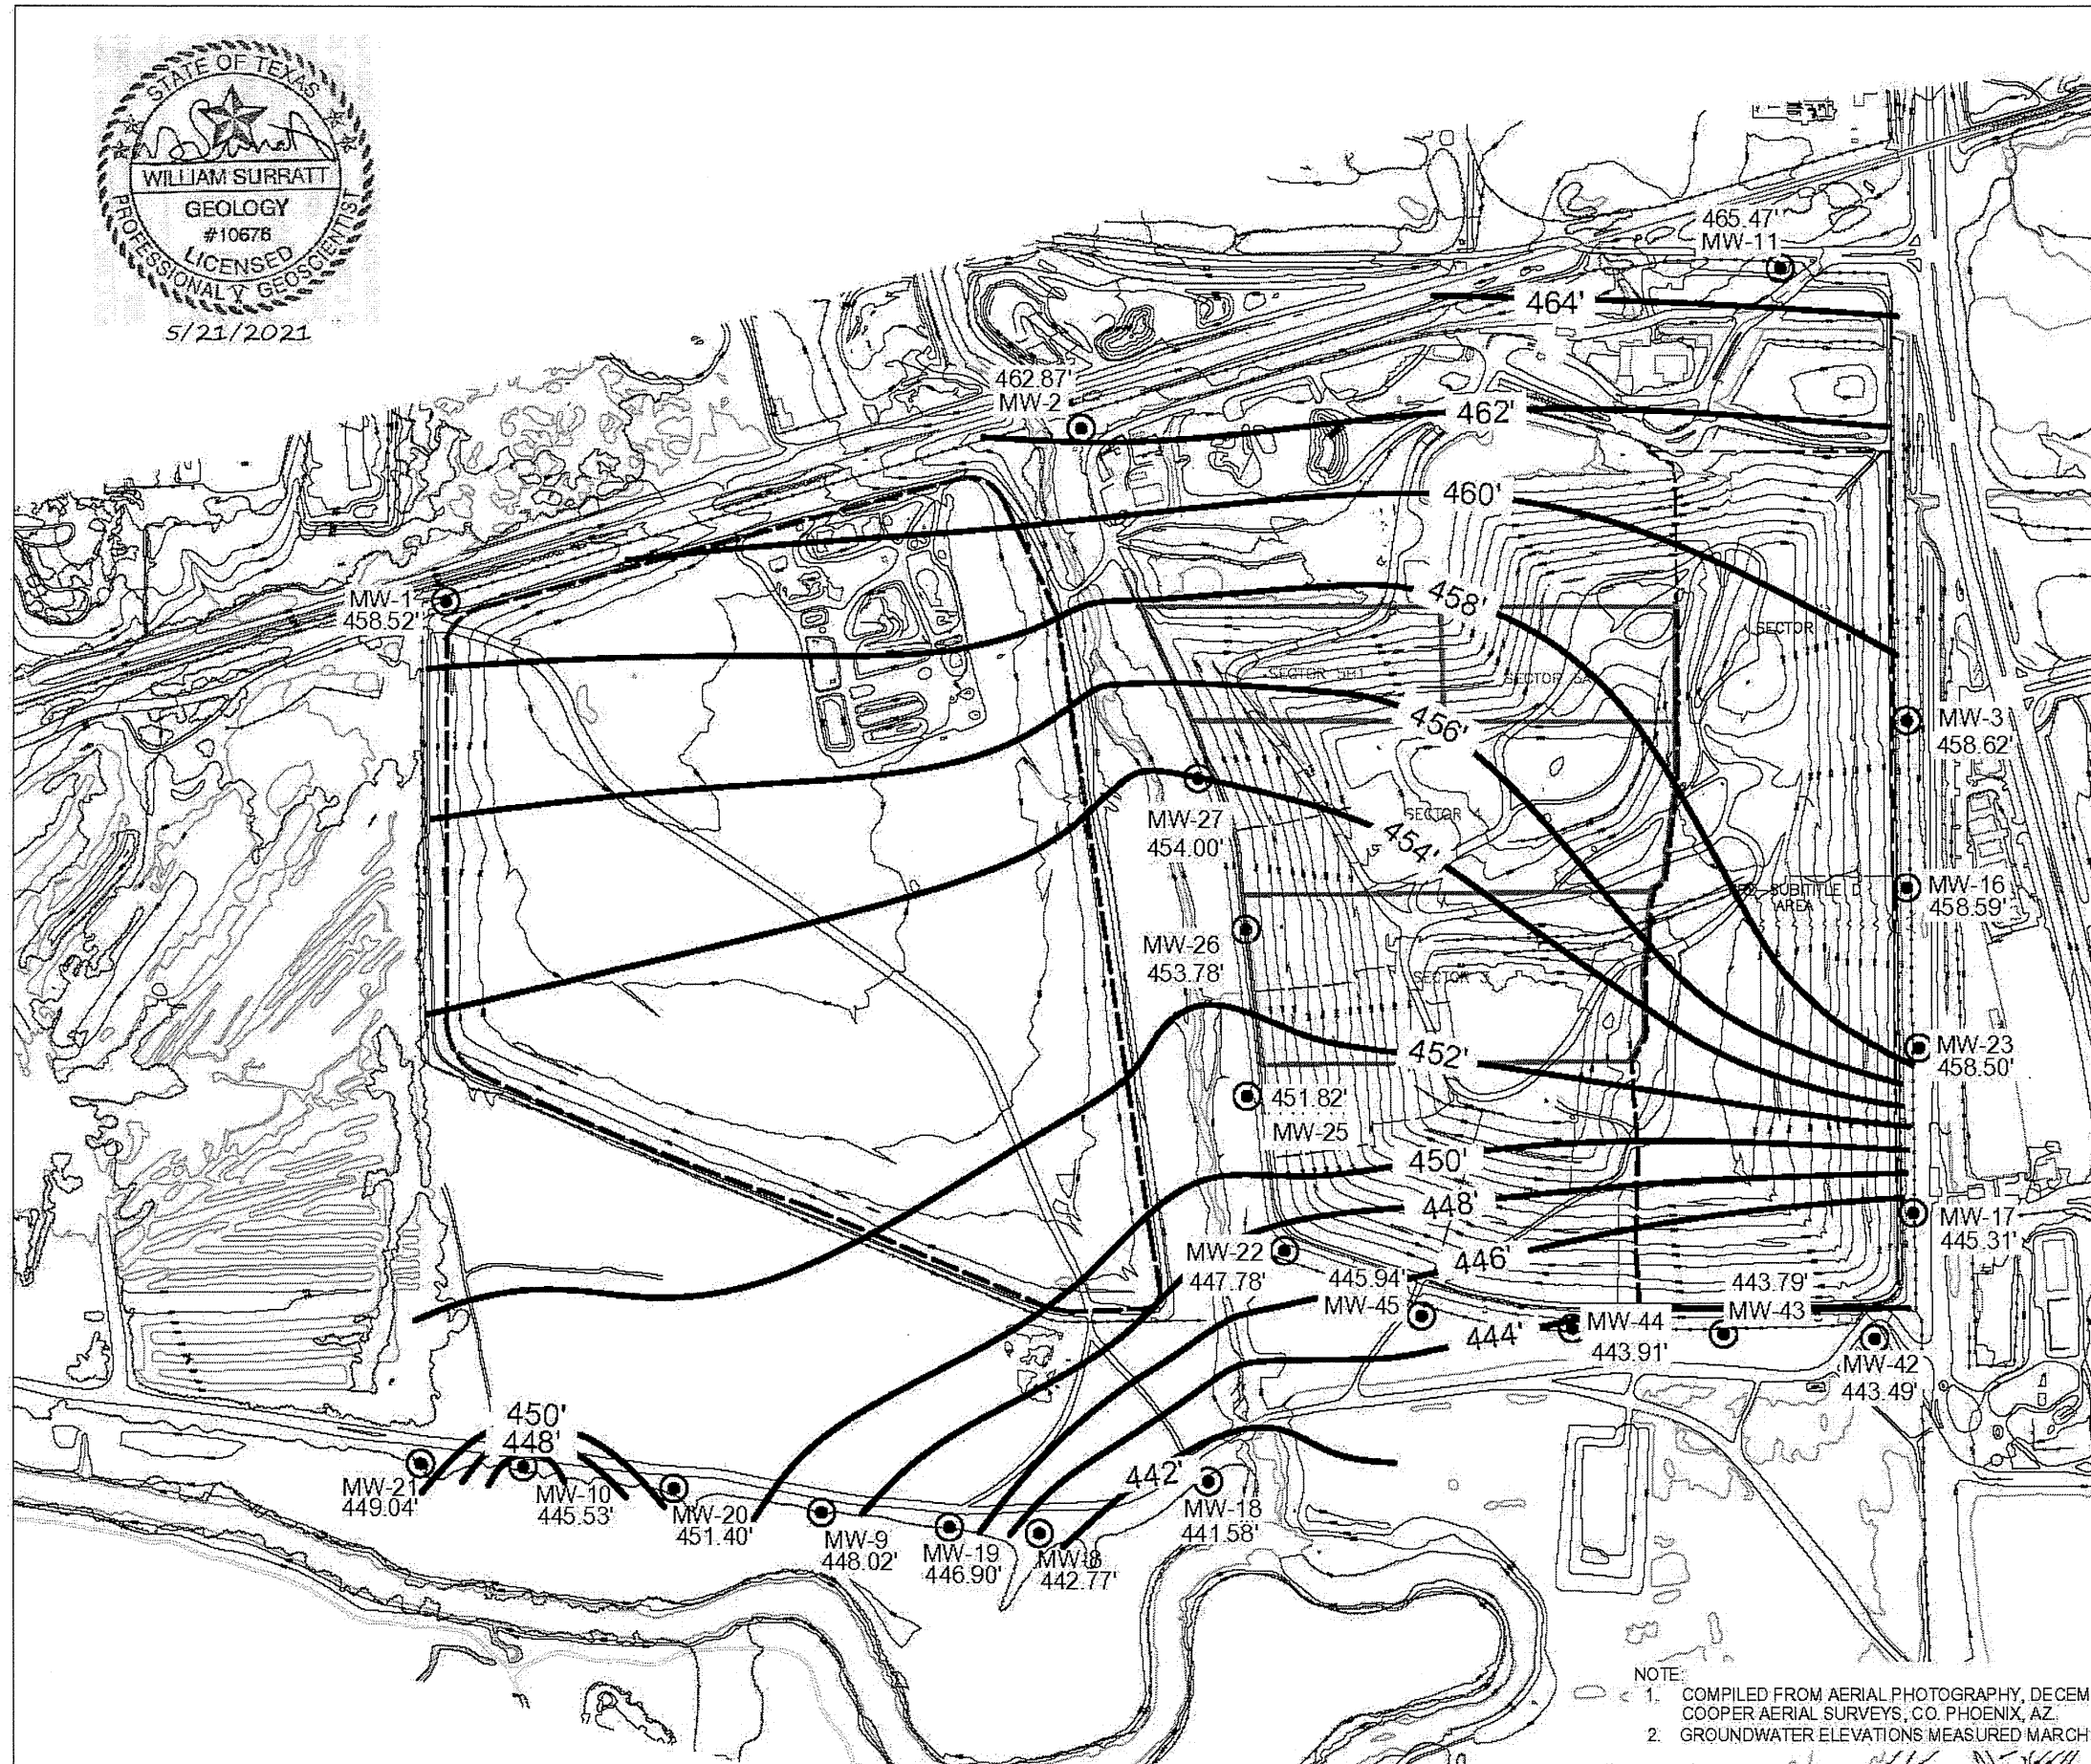 STATE OF TEXAS
WILLIAM SURRATT
GEOLOGY
#10676
LICENSED
PROFESSIONAL GEOSCIENTIST
5/21/2021
465.47'
MW-11
464'
462.87'
MW-2
462'
460'
MW-1
458.52'
458'
SECTOR
SECTOR
SECTOR
456'
MW-3
458.62'
MW-27
454.00'
SECTOR 4
454'
MW-16
458.59'
SUBTITLE D
AREA
MW-26
453.78'
SECTOR
452'
MW-23
458.50'
451.82'
MW-25
450'
448'
MW-17
445.31'
MW-22
447.78'
446'
445.94'
MW-45
443.79'
MW-43
444'
MW-44
443.91'
MW-42
443.49'
450'
448'
442'
MW-21
449.04'
MW-10
445.53'
MW-20
451.40'
MW-9
448.02'
MW-19
446.90'
MW-8
442.77'
MW-18
441.58'
NOTE:
1. COMPILED FROM AERIAL PHOTOGRAPHY, DECEM
COOPER AERIAL SURVEYS, CO. PHOENIX, AZ.
2. GROUNDWATER ELEVATIONS MEASURED MARCH